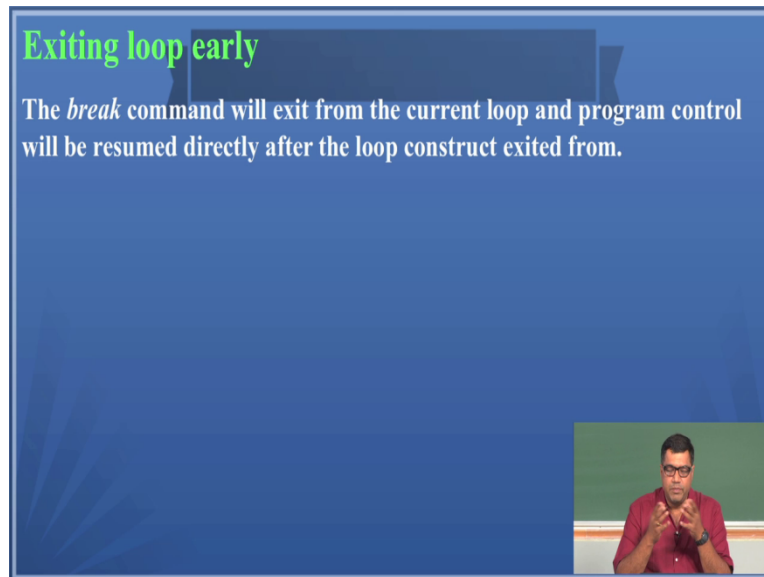 Exiting loop early
The break command will exit from the current loop and program control
will be resumed directly after the loop construct exited from.